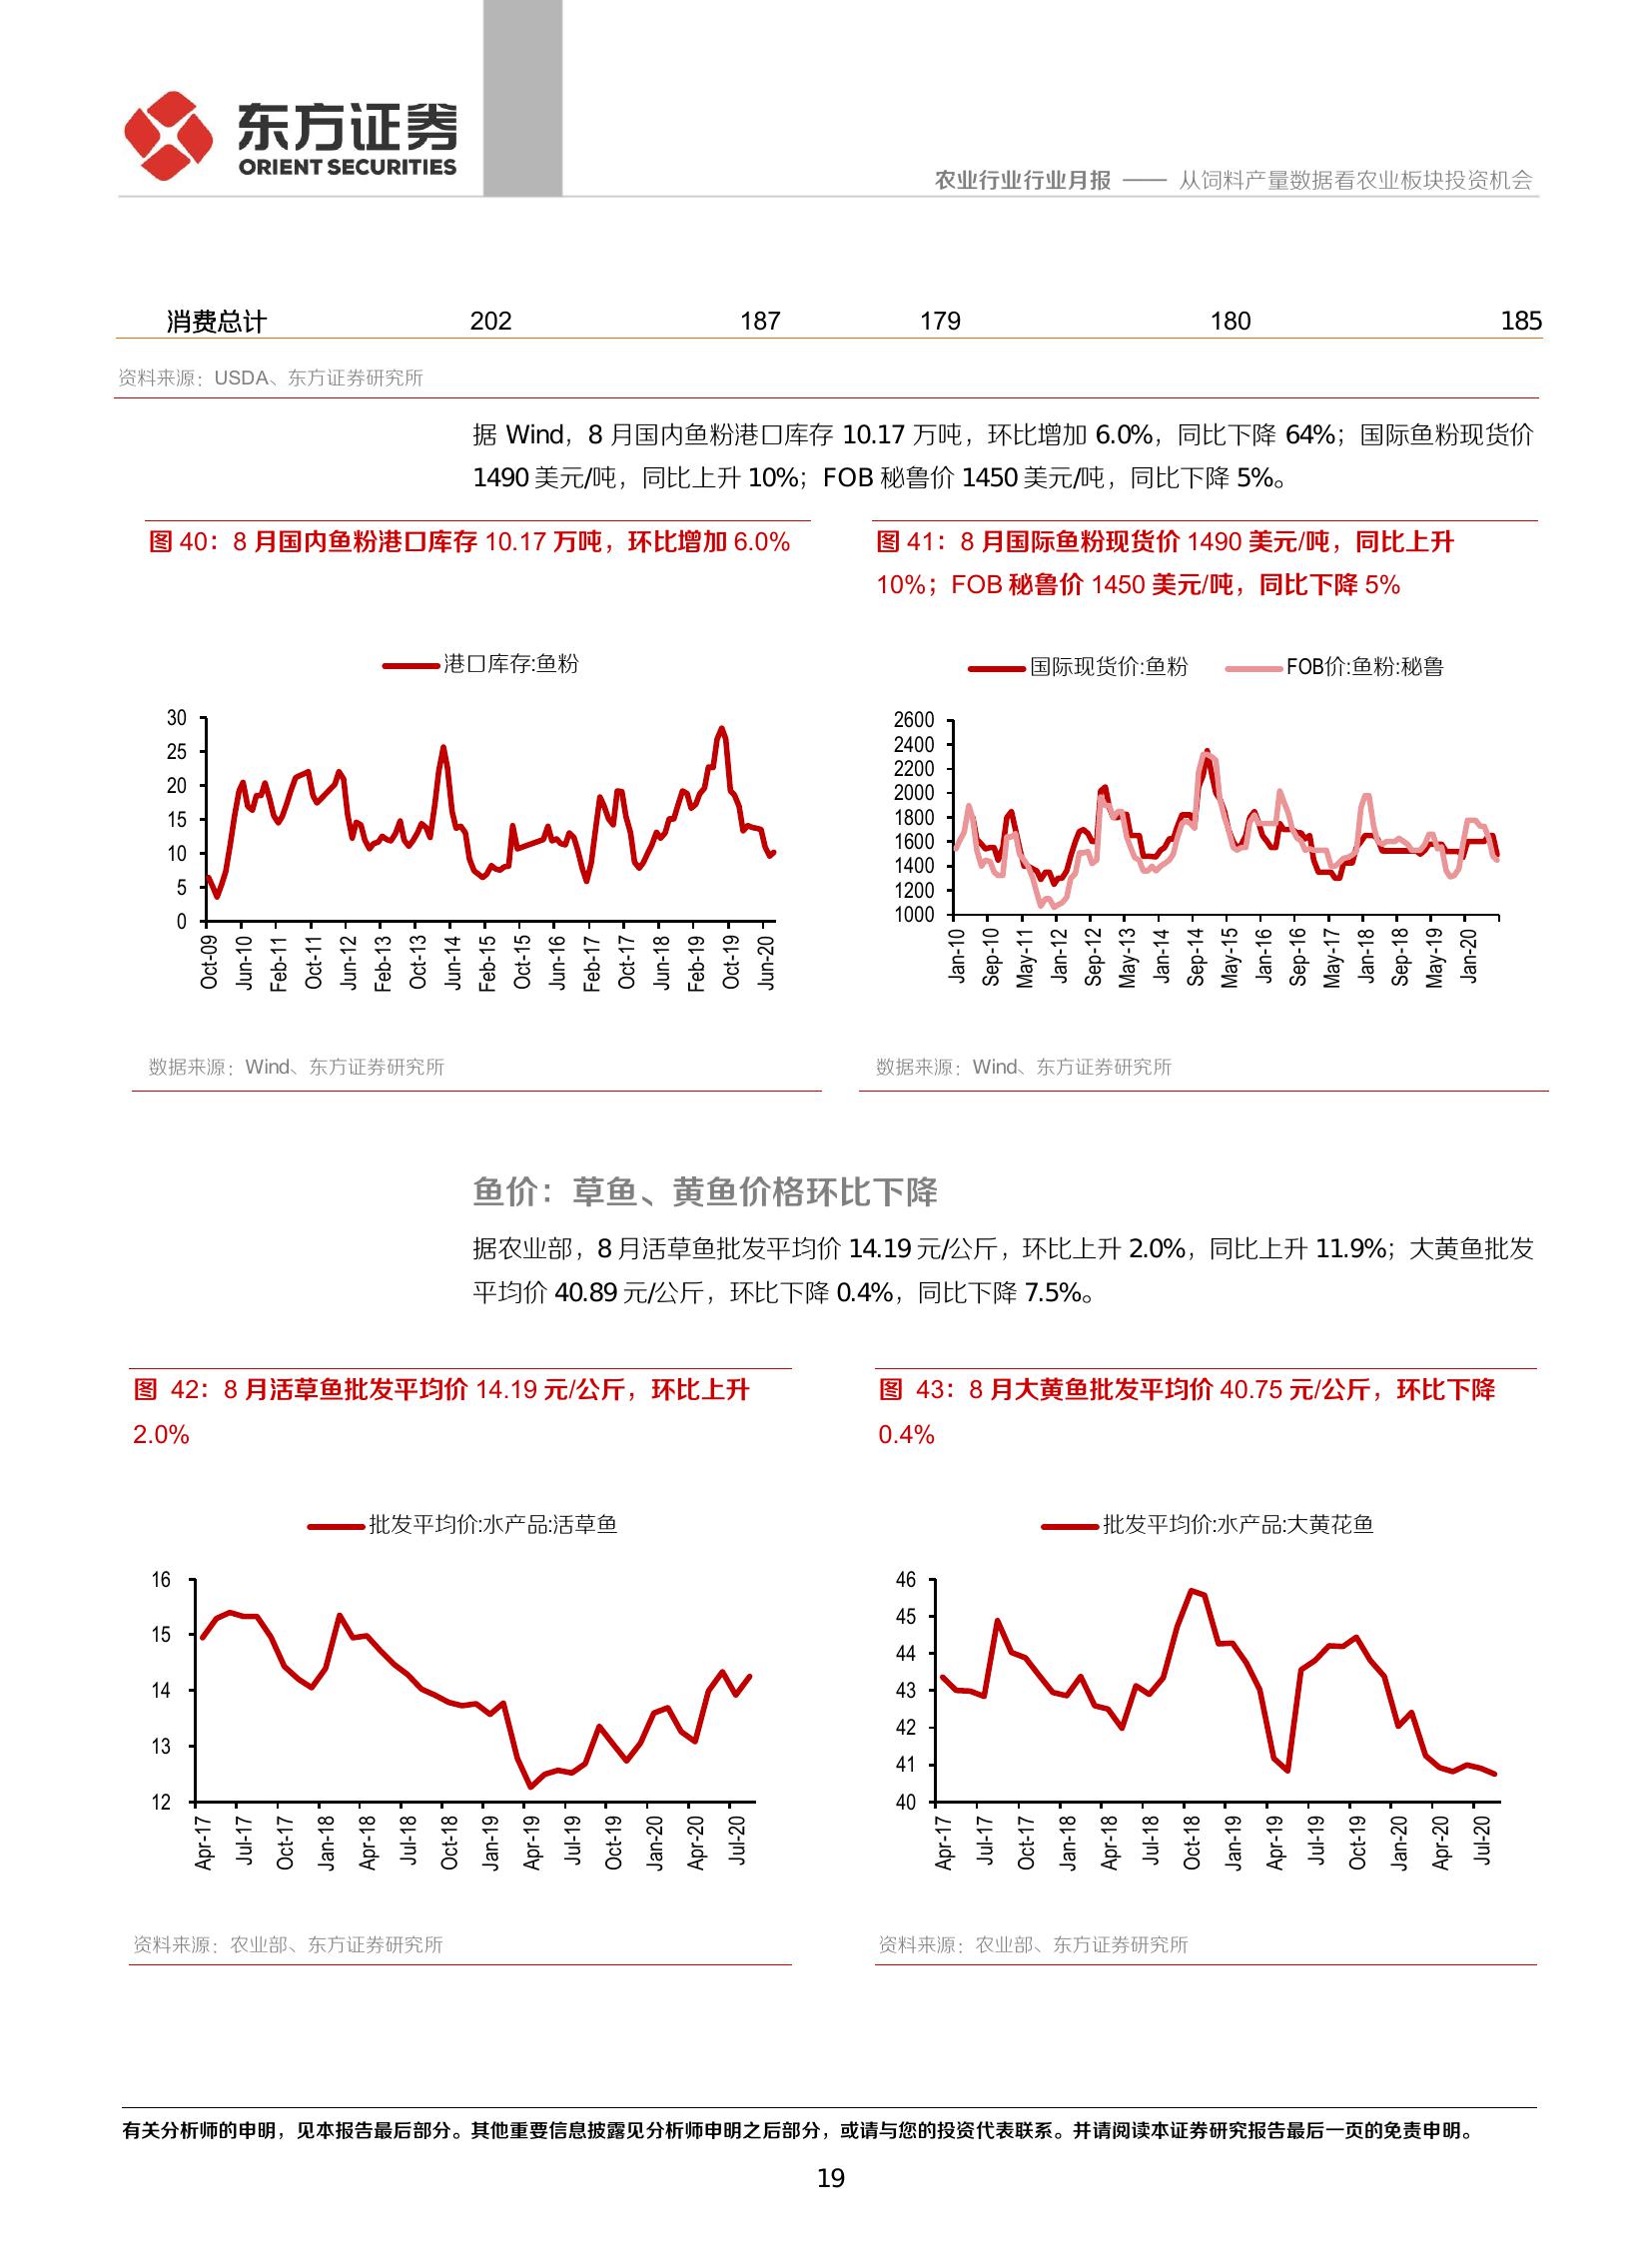 东方证券
ORIENT SECURITIES
农业行业行业月报 —— 从饲料产量数据看农业板块投资机会
消费总计 202 187 179 180 185
资料来源：USDA、东方证券研究所
据 Wind，8 月国内鱼粉港口库存 10.17 万吨，环比增加 6.0%，同比下降 64%；国际鱼粉现货价
1490 美元/吨，同比上升 10%；FOB 秘鲁价 1450 美元/吨，同比下降 5%。
图 40：8 月国内鱼粉港口库存 10.17 万吨，环比增加 6.0%
港口库存:鱼粉
30
25
20
15
10
5
0
Oct-09 Jun-10 Feb-11 Oct-11 Jun-12 Feb-13 Oct-13 Jun-14 Feb-15 Oct-15 Jun-16 Feb-17 Oct-17 Jun-18 Feb-19 Oct-19 Jun-20
数据来源：Wind、东方证券研究所
图 41：8 月国际鱼粉现货价 1490 美元/吨，同比上升
10%；FOB 秘鲁价 1450 美元/吨，同比下降 5%
国际现货价:鱼粉 FOB价:鱼粉:秘鲁
2600
2400
2200
2000
1800
1600
1400
1200
1000
Jan-10 Sep-10 May-11 Jan-12 Sep-12 May-13 Jan-14 Sep-14 May-15 Jan-16 Sep-16 May-17 Jan-18 Sep-18 May-19 Jan-20
数据来源：Wind、东方证券研究所
鱼价：草鱼、黄鱼价格环比下降
据农业部，8 月活草鱼批发平均价 14.19 元/公斤，环比上升 2.0%，同比上升 11.9%；大黄鱼批发
平均价 40.89 元/公斤，环比下降 0.4%，同比下降 7.5%。
图 42：8 月活草鱼批发平均价 14.19 元/公斤，环比上升
2.0%
批发平均价:水产品:活草鱼
16
15
14
13
12
Apr-17 Jul-17 Oct-17 Jan-18 Apr-18 Jul-18 Oct-18 Jan-19 Apr-19 Jul-19 Oct-19 Jan-20 Apr-20 Jul-20
资料来源：农业部、东方证券研究所
图 43：8 月大黄鱼批发平均价 40.75 元/公斤，环比下降
0.4%
批发平均价:水产品:大黄花鱼
46
45
44
43
42
41
40
Apr-17 Jul-17 Oct-17 Jan-18 Apr-18 Jul-18 Oct-18 Jan-19 Apr-19 Jul-19 Oct-19 Jan-20 Apr-20 Jul-20
资料来源：农业部、东方证券研究所
有关分析师的申明，见本报告最后部分。其他重要信息披露见分析师申明之后部分，或请与您的投资代表联系。并请阅读本证券研究报告最后一页的免责申明。
19